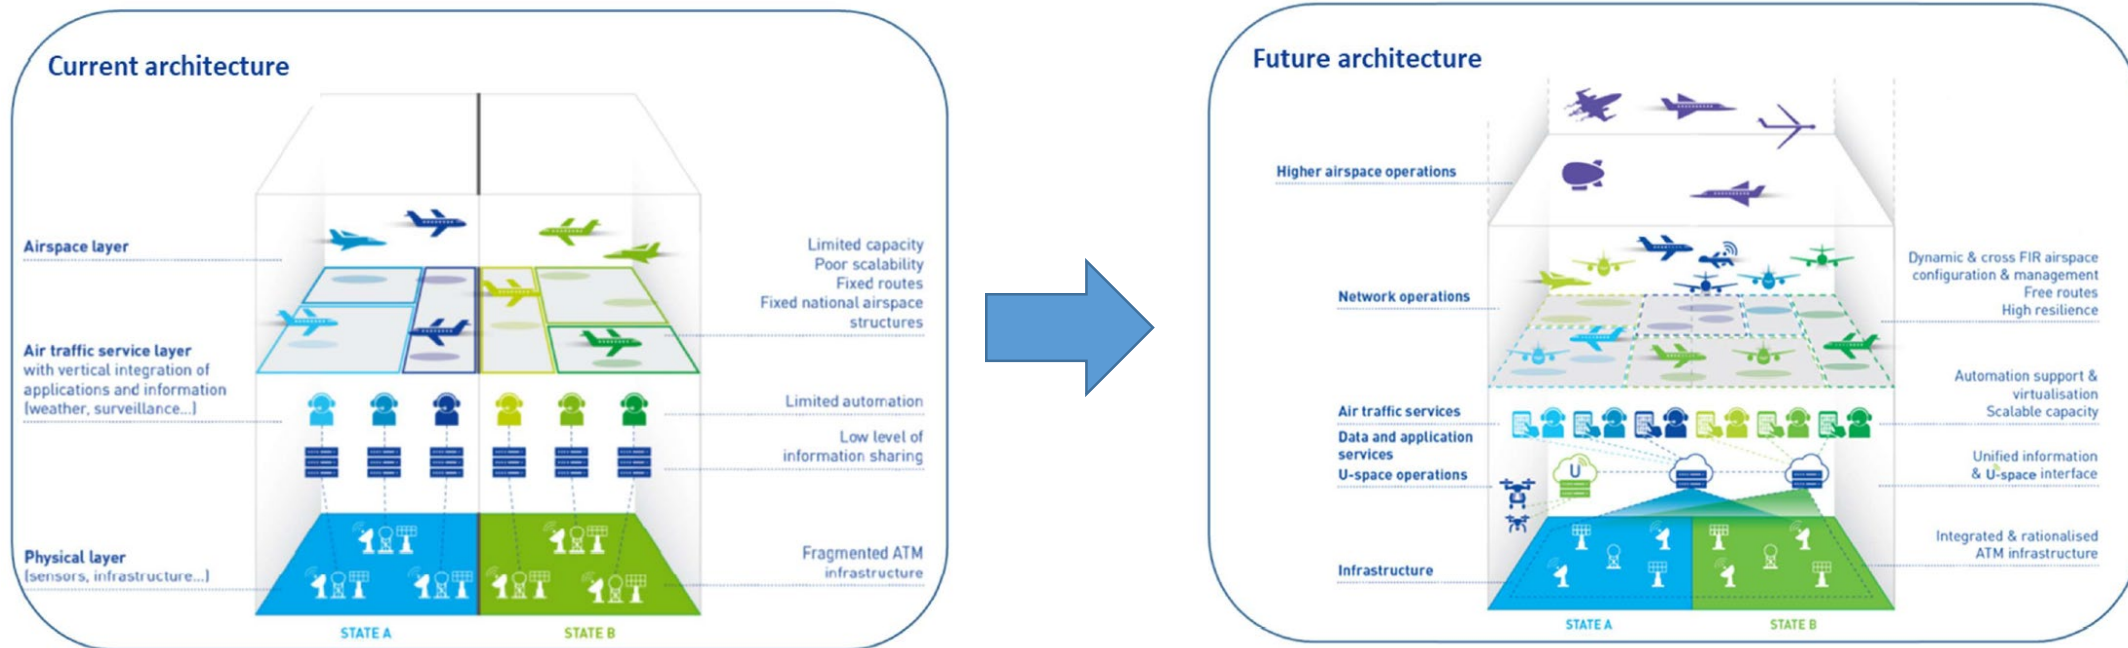 Current architecture
Airspace layer
Air traffic service layer
with vertical integration of
applications and information
(weather, surveillance...)
Physical layer
(sensors, infrastructure...)
Limited capacity
Poor scalability
Fixed routes
Fixed national airspace
structures
Limited automation
Low level of
information sharing
Fragmented ATM
infrastructure
STATE A
STATE B
Future architecture
Higher airspace operations
Network operations
Air traffic services
Data and application
services
U-space operations
Infrastructure
U
Dynamic & cross FIR airspace
configuration & management
Free routes
High resilience
Automation support &
virtualisation
Scalable capacity
Unified information
& U-space interface
Integrated & rationalised
ATM infrastructure
STATE A
STATE B